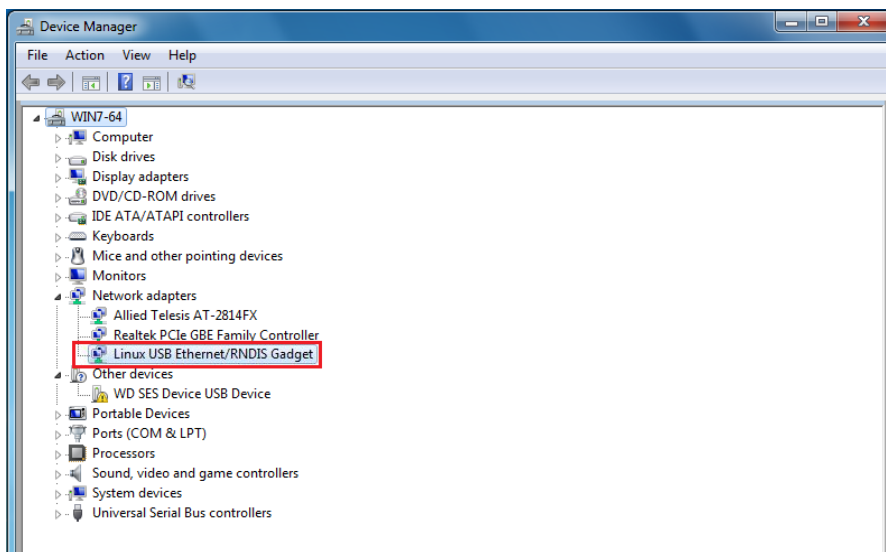 Device Manager
File Action View Help
WIN7-64
Computer
Disk drives
Display adapters
DVD/CD-ROM drives
IDE ATA/ATAPI controllers
Keyboards
Mice and other pointing devices
Monitors
Network adapters
Allied Telesis AT-2814FX
Realtek PCIe GBE Family Controller
Linux USB Ethernet/RNDIS Gadget
Other devices
WD SES Device USB Device
Portable Devices
Ports (COM & LPT)
Processors
Sound, video and game controllers
System devices
Universal Serial Bus controllers